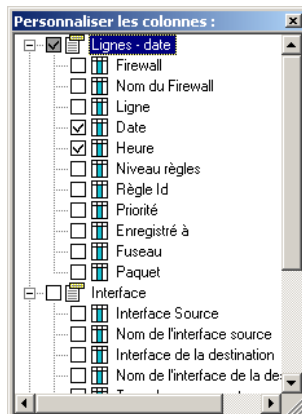 Personnaliser les colonnes :
Lignes - date
Firewall
Nom du Firewall
Ligne
Date
Heure
Niveau règles
Règle Id
Priorité
Enregistré à
Fuseau
Paquet
Interface
Interface Source
Nom de l'interface source
Interface de la destination
Nom de l'interface de la